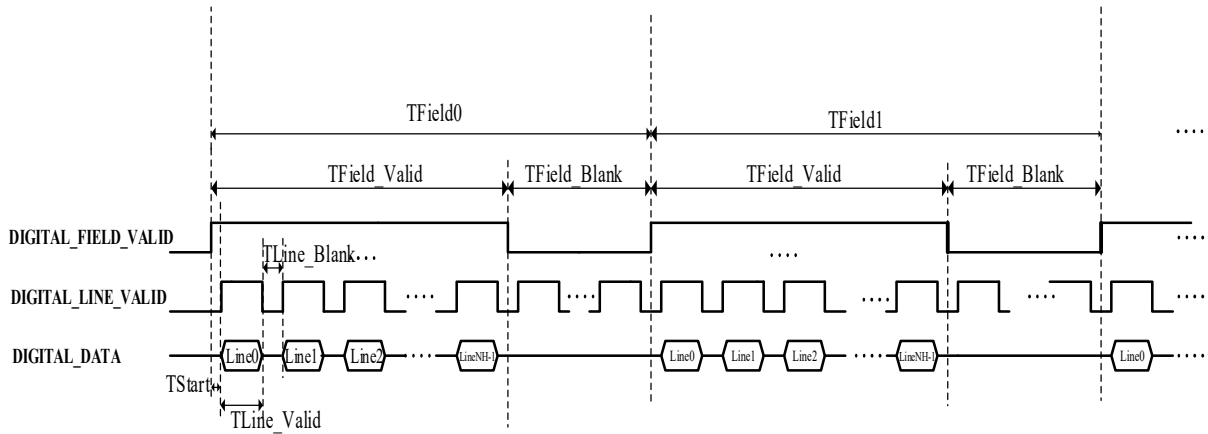 TField0
TField1
....
TField_Valid
TField_Blank
TField_Valid
TField_Blank
DIGITAL_FIELD_VALID
....
TLine_Blank
...
....
DIGITAL_LINE_VALID
....
....
....
....
....
DIGITAL_DATA
Line0
Line1
Line2
.....
LineNH-1
Line0
Line1
Line2
.....
LineNH-1
Line0
....
TStart
TLine_Valid